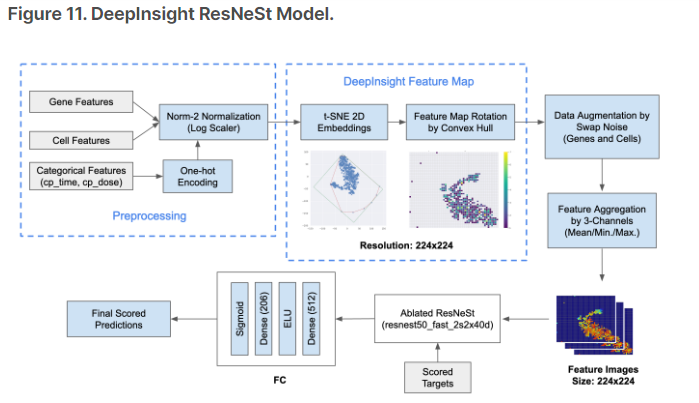 Figure 11. DeepInsight ResNeSt Model.
Gene Features
Cell Features
Categorical Features
(cp_time, cp_dose)
Norm-2 Normalization
(Log Scaler)
One-hot
Encoding
Preprocessing
DeepInsight Feature Map
t-SNE 2D
Embeddings
Feature Map Rotation
by Convex Hull
Resolution: 224x224
Data Augmentation by
Swap Noise
(Genes and Cells)
Feature Aggregation
by 3-Channels
(Mean/Min./Max.)
Feature Images
Size: 224x224
Ablated ResNeSt
(resnest50_fast_2s2x40d)
Scored
Targets
Dense (512)
ELU
Dense (206)
Sigmoid
FC
Final Scored
Predictions